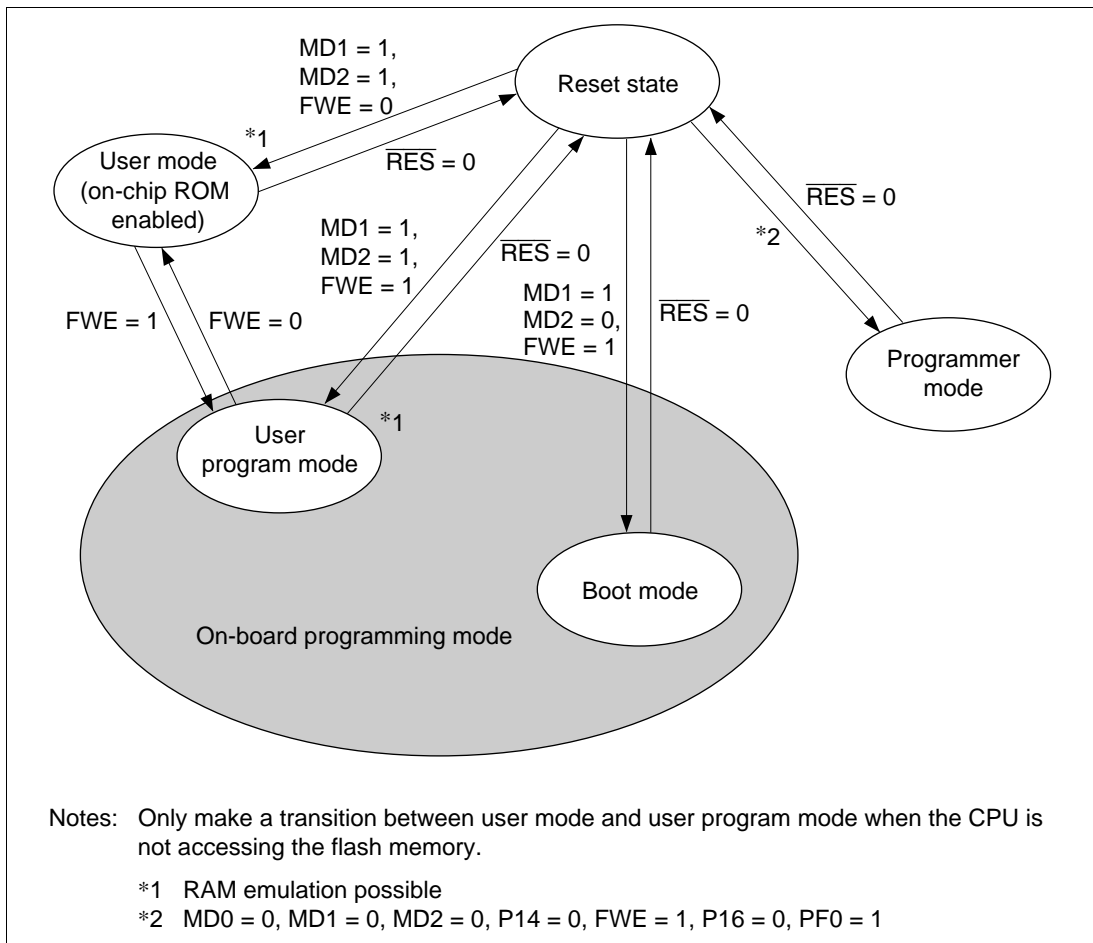 MD1 = 1,
MD2 = 1,
FWE = 0
Reset state
*1
User mode
(on-chip ROM
enabled)
R̅E̅S̅ = 0
R̅E̅S̅ = 0
*2
MD1 = 1,
MD2 = 1,
FWE = 1
R̅E̅S̅ = 0
MD1 = 1
MD2 = 0,
FWE = 1
R̅E̅S̅ = 0
FWE = 1
FWE = 0
Programmer
mode
*1
User
program mode
Boot mode
On-board programming mode
Notes: Only make a transition between user mode and user program mode when the CPU is
not accessing the flash memory.
*1 RAM emulation possible
*2 MD0 = 0, MD1 = 0, MD2 = 0, P14 = 0, FWE = 1, P16 = 0, PF0 = 1